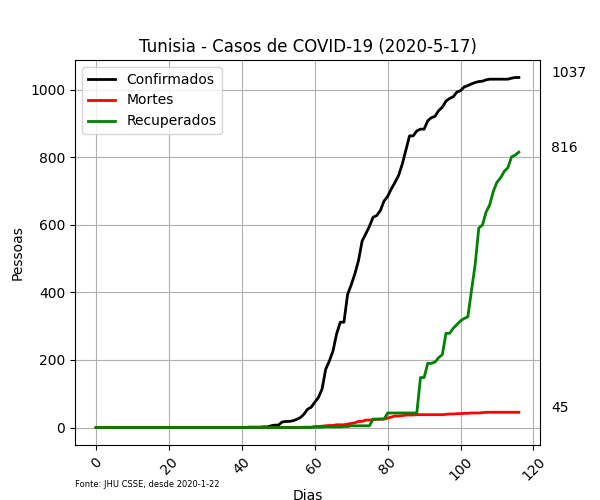 Tunisia - Casos de COVID-19 (2020-5-17)
Confirmados
Mortes
Recuperados
1037
816
45
Pessoas
1000
800
600
400
200
0
0 20 40 60 80 100 120
Fonte: JHU CSSE, desde 2020-1-22
Dias